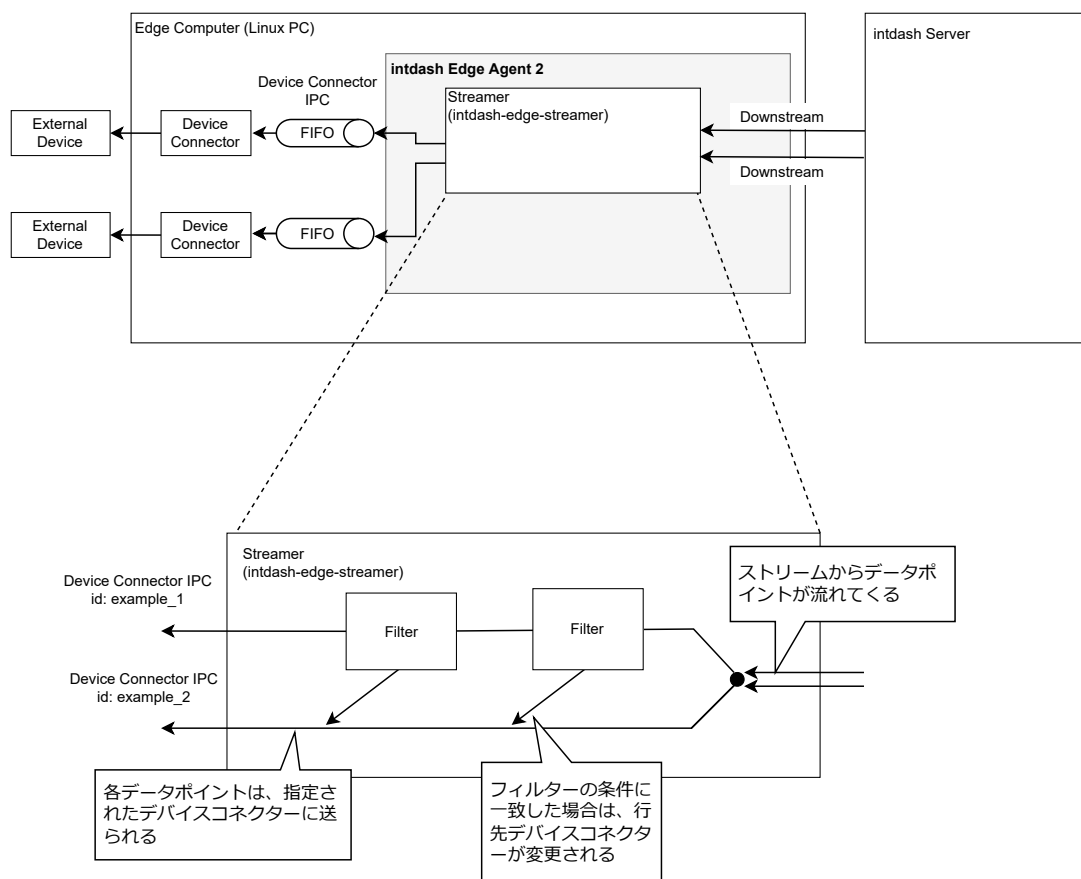 Edge Computer (Linux PC)
intdash Server
intdash Edge Agent 2
Device Connector
IPC
Streamer
(intdash-edge-streamer)
External
Device
Device
Connector
FIFO
Downstream
Downstream
External
Device
Device
Connector
FIFO
Streamer
(intdash-edge-streamer)
ストリームからデータポ
イントが流れてくる
Device Connector IPC
id: example_1
Filter
Filter
Device Connector IPC
id: example_2
各データポイントは、指定さ
れたデバイスコネクターに送
られる
フィルターの条件に
一致した場合は、行
先デバイスコネクタ
ーが変更される